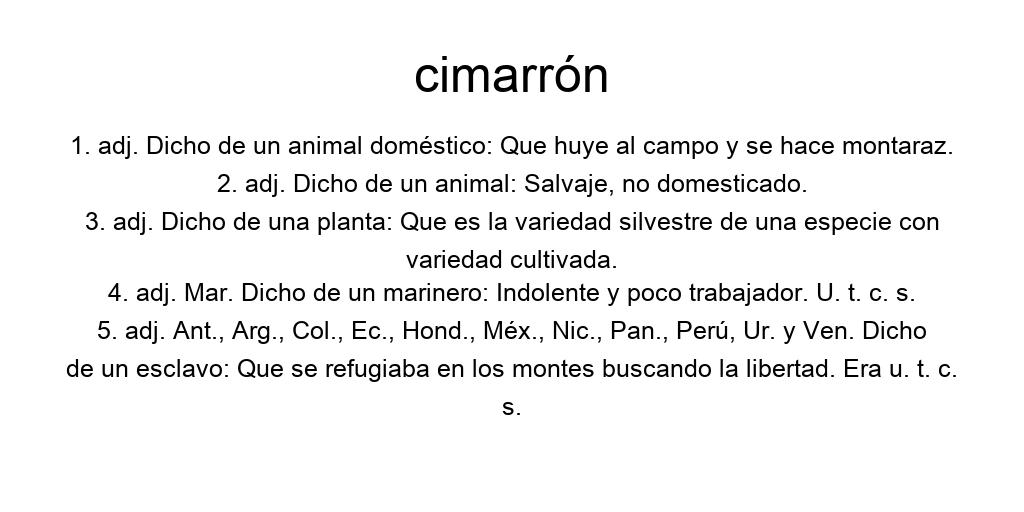 cimarrón
1. adj. Dicho de un animal doméstico: Que huye al campo y se hace montaraz.
2. adj. Dicho de un animal: Salvaje, no domesticado.
3. adj. Dicho de una planta: Que es la variedad silvestre de una especie con
variedad cultivada.
4. adj. Mar. Dicho de un marinero: Indolente y poco trabajador. U. t. c. s.
5. adj. Ant., Arg., Col., Ec., Hond., Méx., Nic., Pan., Perú, Ur. y Ven. Dicho
de un esclavo: Que se refugiaba en los montes buscando la libertad. Era u. t. c.
s.